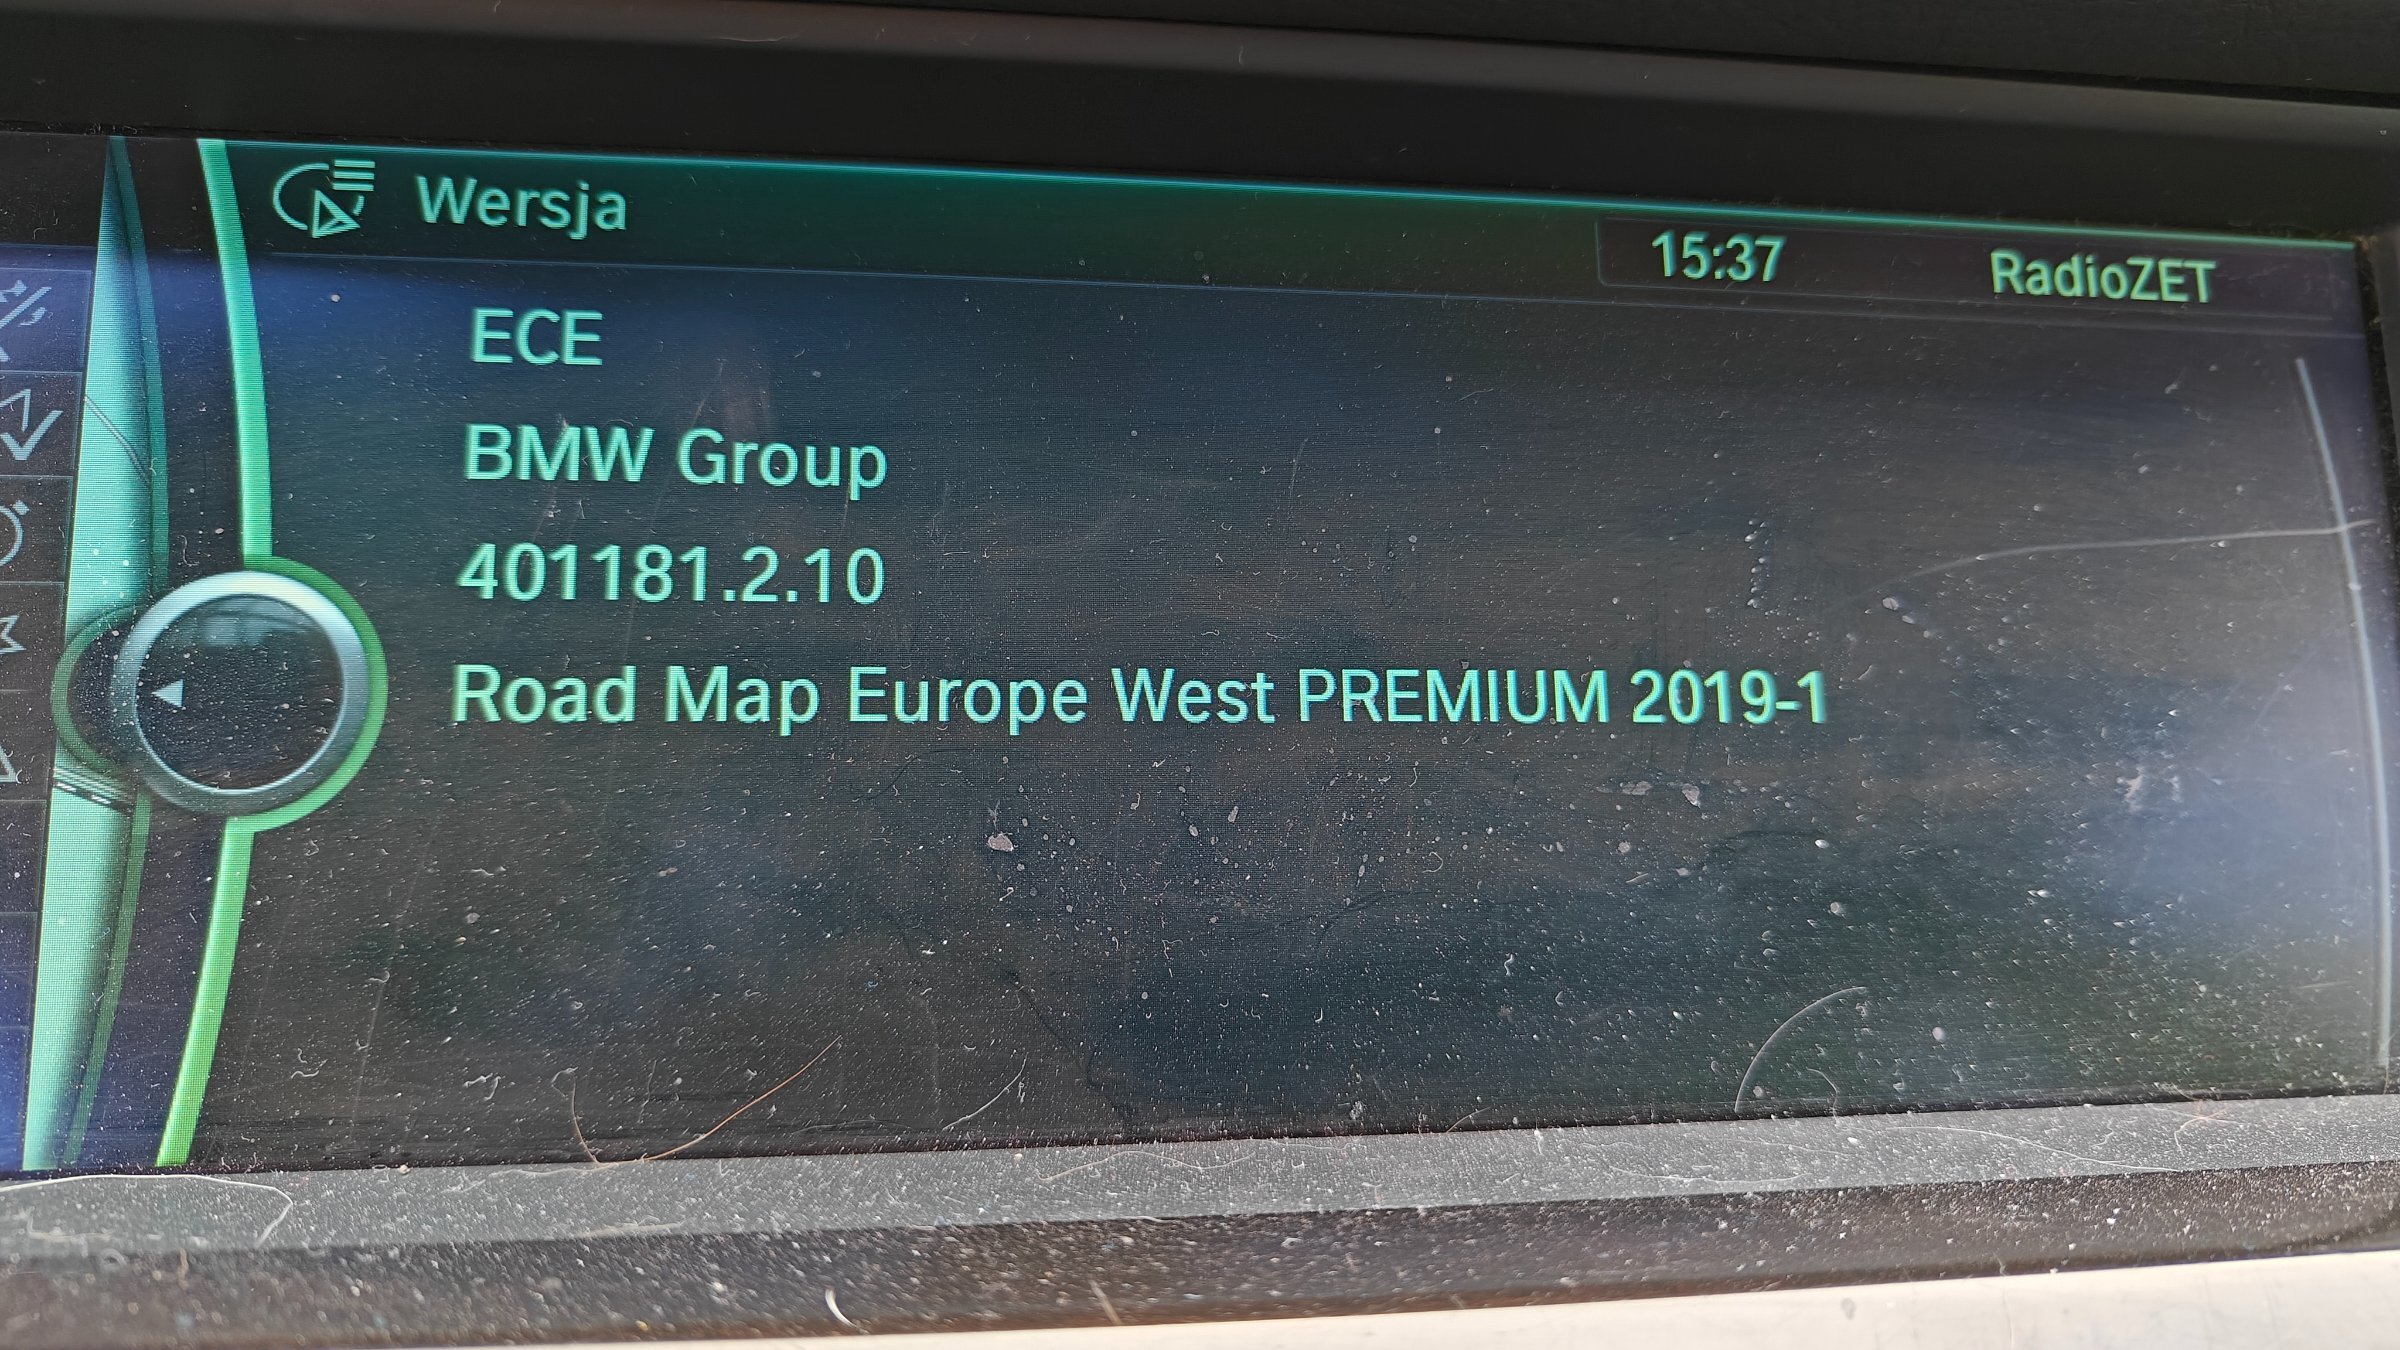 Wersja
15:37 RadioZET
ECE
BMW Group
401181.2.10
Road Map Europe West PREMIUM 2019-1